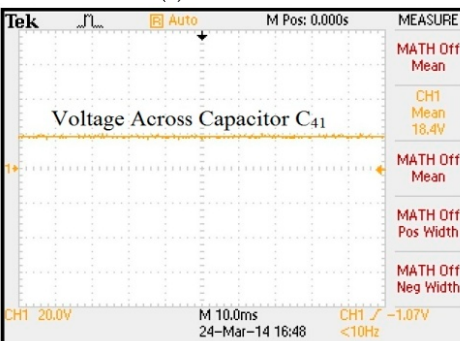 Tek R Auto M Pos: 0.000s MEASURE
MATH Off
Mean
CH1
Mean
18.4V
Voltage Across Capacitor C41
1
MATH Off
Mean
MATH Off
Pos Width
MATH Off
Neg Width
CH1 20.0V M 10.0ms CH1 -1.07V
24-Mar-14 16:48 <10Hz